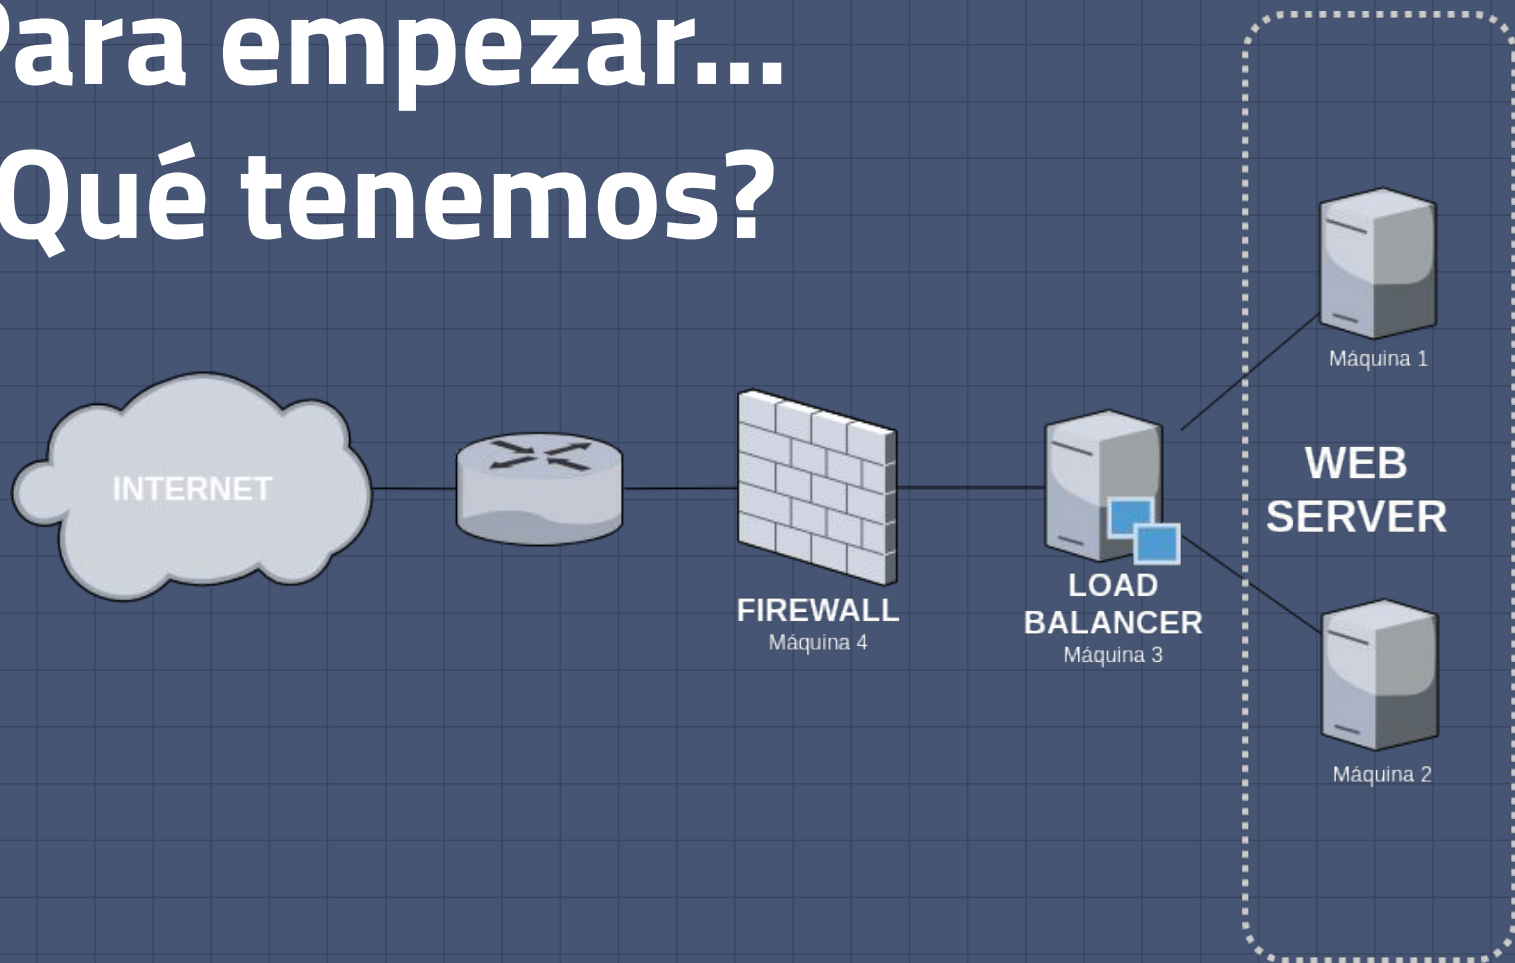 Para empezar...
Qué tenemos?
INTERNET
FIREWALL
Máquina 4
LOAD
BALANCER
Máquina 3
Máquina 1
WEB
SERVER
Máquina 2